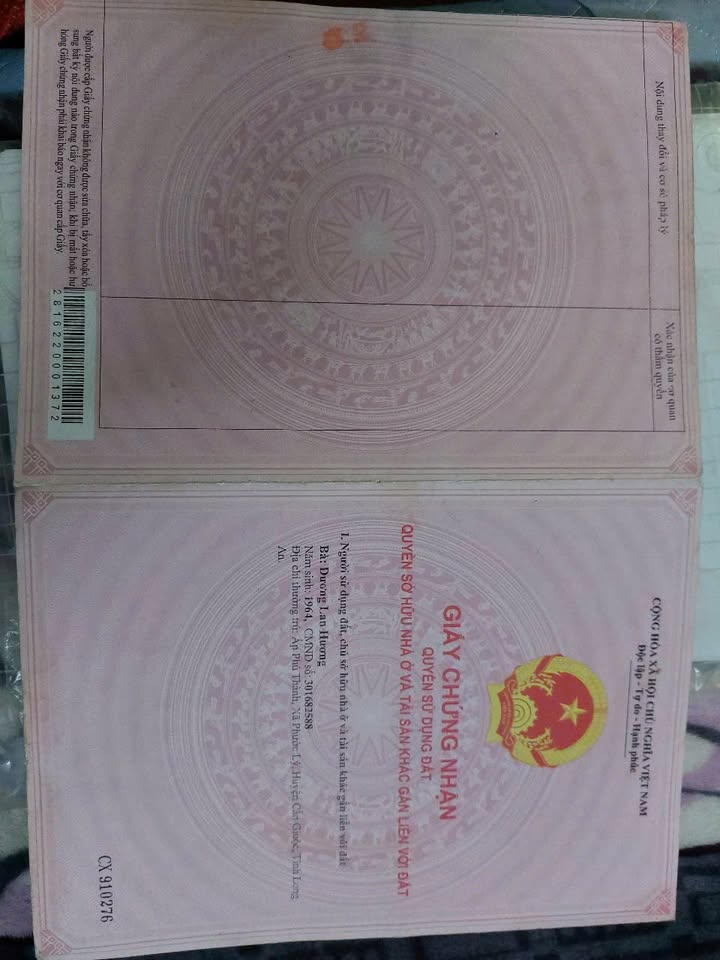 CỘNG HÒA XÃ HỘI CHỦ NGHĨA VIỆT NAM
Độc lập - Tự do - Hạnh phúc
GIẤY CHỨNG NHẬN
QUYỀN SỬ DỤNG ĐẤT
QUYỀN SỞ HỮU NHÀ Ở VÀ TÀI SẢN KHÁC GẮN LIỀN VỚI ĐẤT
I. Người sử dụng đất, chủ sở hữu nhà ở và tài sản khác gắn liền với đất
Bà: Dương Lan Hương
Năm sinh: 1964, CMND số: 301682588
Địa chỉ thường trú: Ấp Phú Thành, Xã Phước Lý, Huyện Cần Giuộc, Tỉnh Long
An.
CX 910276
Nội dung thay đổi và cơ sở pháp lý
Xác nhận của cơ quan
có thẩm quyền
Người được cấp Giấy chứng nhận không được sửa chữa, tẩy xóa hoặc bổ
sung bất kỳ nội dung nào trong Giấy chứng nhận; khi bị mất hoặc hư
hỏng Giấy chứng nhận phải khai báo ngay với cơ quan cấp Giấy.
281622000 1372